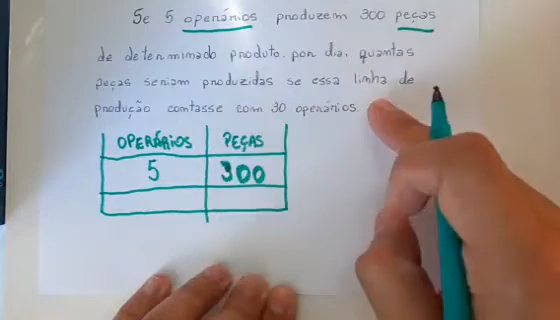 Se 5 operários produzem 300 peças
de determinado produto. por dia, quantas
peças seriam produzidas se essa linha de
produção contasse com 30 operários.
OPERÁRIOS PEÇAS
5 300